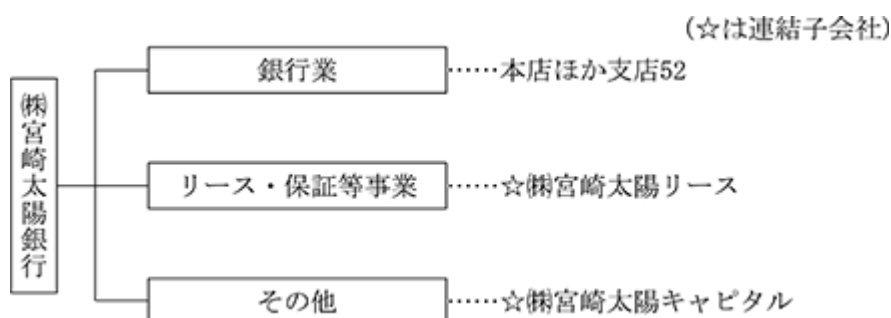 (☆は連結子会社)
㈱宮崎太陽銀行
銀行業……本店ほか支店52
リース・保証等事業……☆㈱宮崎太陽リース
その他……☆㈱宮崎太陽キャピタル